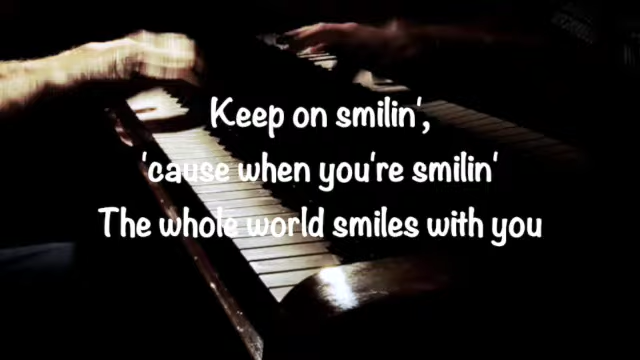 Keep on smilin',
'cause when you're smilin'
The whole world smiles with you